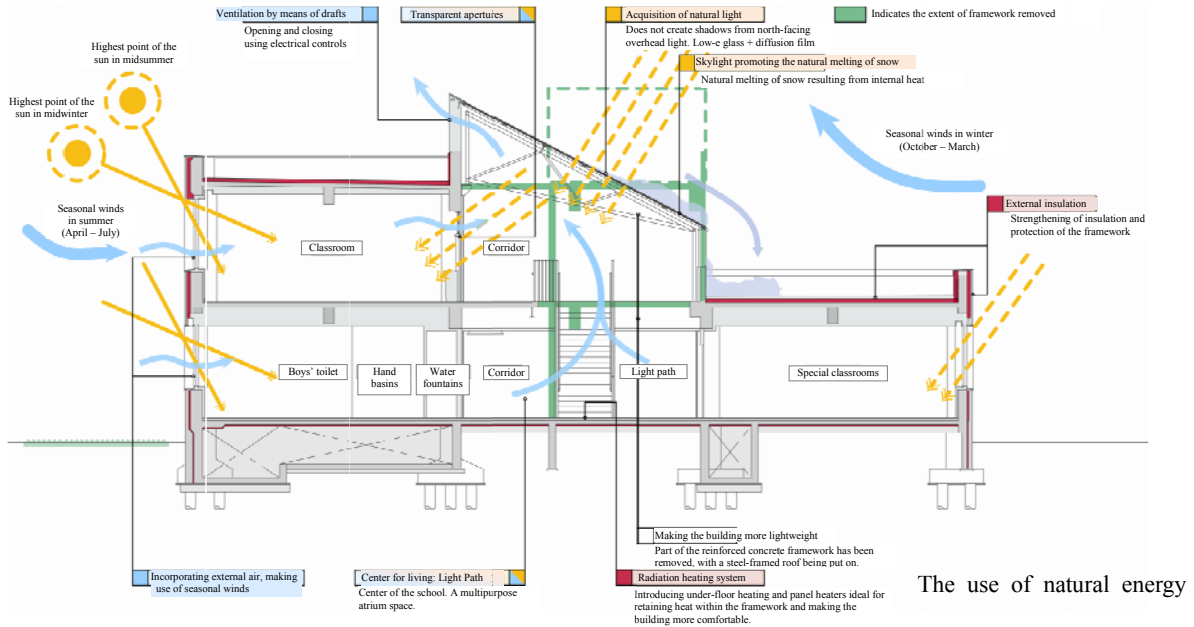 Ventilation by means of drafts
Opening and closing
using electrical controls
Transparent apertures
Acquisition of natural light
Does not create shadows from north-facing
overhead light. Low-e glass + diffusion film
Indicates the extent of framework removed
Skylight promoting the natural melting of snow
Natural melting of snow resulting from internal heat
Highest point of the
sun in midsummer
Highest point of the
sun in midwinter
Seasonal winds in winter
(October – March)
Seasonal winds
in summer
(April – July)
External insulation
Strengthening of insulation and
protection of the framework
Classroom
Corridor
Boys' toilet
Hand
basins
Water
fountains
Corridor
Light path
Special classrooms
Making the building more lightweight
Part of the reinforced concrete framework has been
removed, with a steel-framed roof being put on.
Incorporating external air, making
use of seasonal winds
Center for living: Light Path
Center of the school. A multipurpose
atrium space.
Radiation heating system
Introducing under-floor heating and panel heaters ideal for
retaining heat within the framework and making the
building more comfortable.
The use of natural energy